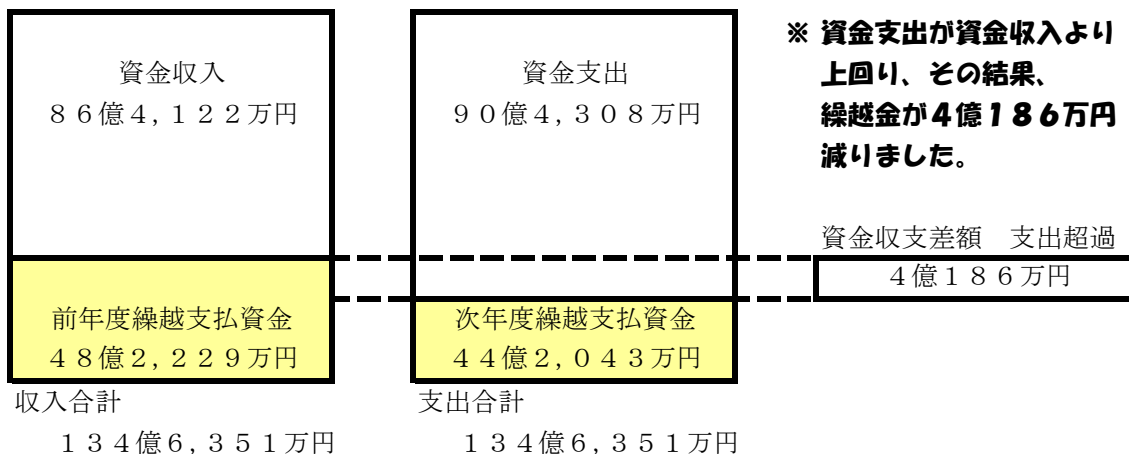 資金収入
８６億４,１２２万円
資金支出
９０億４,３０８万円
※ 資金支出が資金収入より
上回り、その結果、
繰越金が４億１８６万円
減りました。
資金収支差額　支出超過
４億１８６万円
前年度繰越支払資金
４８億２,２２９万円
次年度繰越支払資金
４４億２,０４３万円
収入合計
１３４億６,３５１万円
支出合計
１３４億６,３５１万円